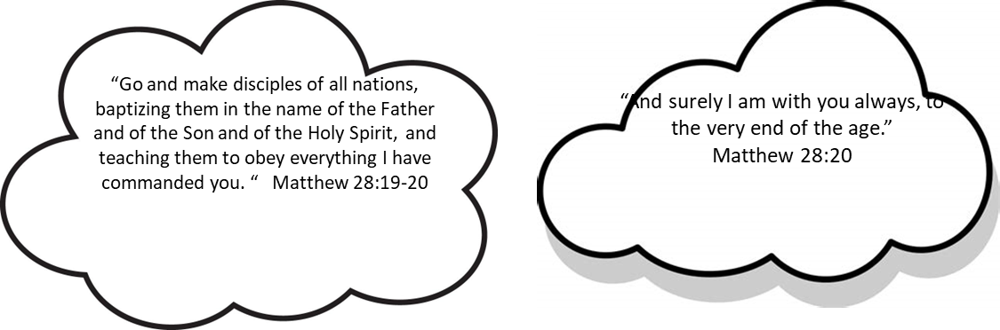 “Go and make disciples of all nations,
baptizing them in the name of the Father
and of the Son and of the Holy Spirit, and
teaching them to obey everything I have
commanded you. “ Matthew 28:19-20
“And surely I am with you always, to
the very end of the age.”
Matthew 28:20